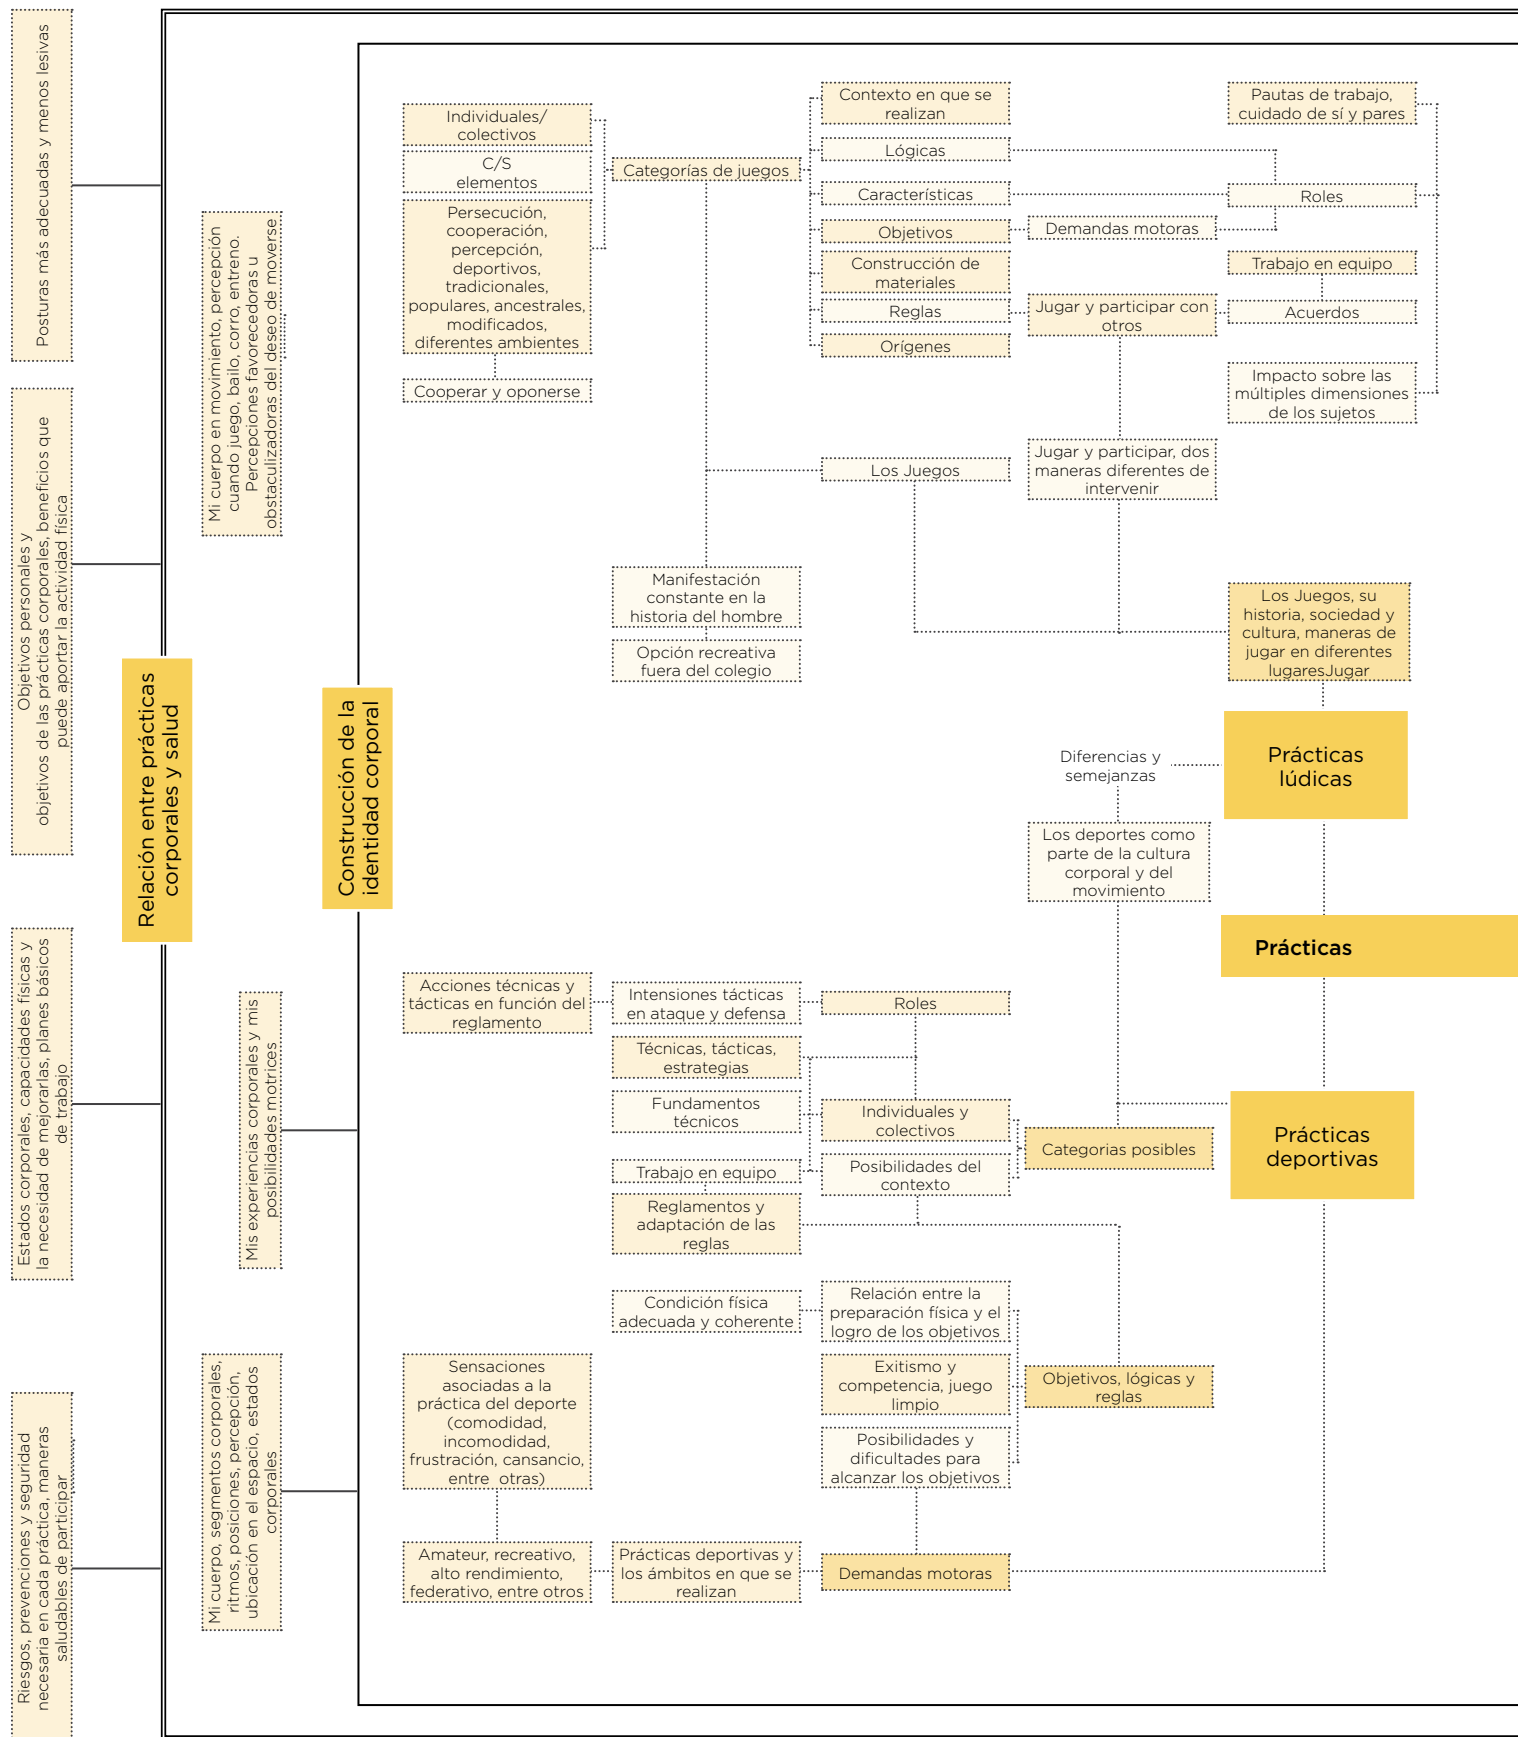 Posturas más adecuadas y menos lesivas
Objetivos personales y
objetivos de las prácticas corporales, beneficios que
puede aportar la actividad física
Estados corporales, capacidades físicas y
la necesidad de mejorarlas, planes básicos
de trabajo
Riesgos, prevenciones y seguridad
necesaria en cada práctica, maneras
saludables de participar
Relación entre prácticas
corporales y salud
Mi cuerpo en movimiento, percepción
cuando juego, bailo, corro, entreno.
Percepciones favorecedoras u
obstaculizadoras del deseo de moverse
Mis experiencias corporales y mis
posibilidades motrices
Mi cuerpo, segmentos corporales,
ritmos, posiciones, percepción,
ubicación en el espacio, estados
corporales
Construcción de la
identidad corporal
Individuales/
colectivos
C/S
elementos
Persecución,
cooperación,
percepción,
deportivos,
tradicionales,
populares, ancestrales,
modificados,
diferentes ambientes
Cooperar y oponerse
Categorías de juegos
Contexto en que se
realizan
Lógicas
Características
Objetivos
Construcción de
materiales
Reglas
Orígenes
Demandas motoras
Jugar y participar con
otros
Pautas de trabajo,
cuidado de sí y pares
Roles
Trabajo en equipo
Acuerdos
Impacto sobre las
múltiples dimensiones
de los sujetos
Los Juegos
Jugar y participar, dos
maneras diferentes de
intervenir
Manifestación
constante en la
historia del hombre
Opción recreativa
fuera del colegio
Los Juegos, su
historia, sociedad y
cultura, maneras de
jugar en diferentes
lugaresJugar
Prácticas
lúdicas
Diferencias y
semejanzas
Los deportes como
parte de la cultura
corporal y del
movimiento
Prácticas
Acciones técnicas y
tácticas en función del
reglamento
Intensiones tácticas
en ataque y defensa
Roles
Técnicas, tácticas,
estrategias
Fundamentos
técnicos
Individuales y
colectivos
Categorias posibles
Prácticas
deportivas
Trabajo en equipo
Posibilidades del
contexto
Reglamentos y
adaptación de las
reglas
Condición física
adecuada y coherente
Relación entre la
preparación física y el
logro de los objetivos
Exitismo y
competencia, juego
limpio
Objetivos, lógicas y
reglas
Posibilidades y
dificultades para
alcanzar los objetivos
Sensaciones
asociadas a la
práctica del deporte
(comodidad,
incomodidad,
frustración, cansancio,
entre otras)
Amateur, recreativo,
alto rendimiento,
federativo, entre otros
Prácticas deportivas y
los ámbitos en que se
realizan
Demandas motoras